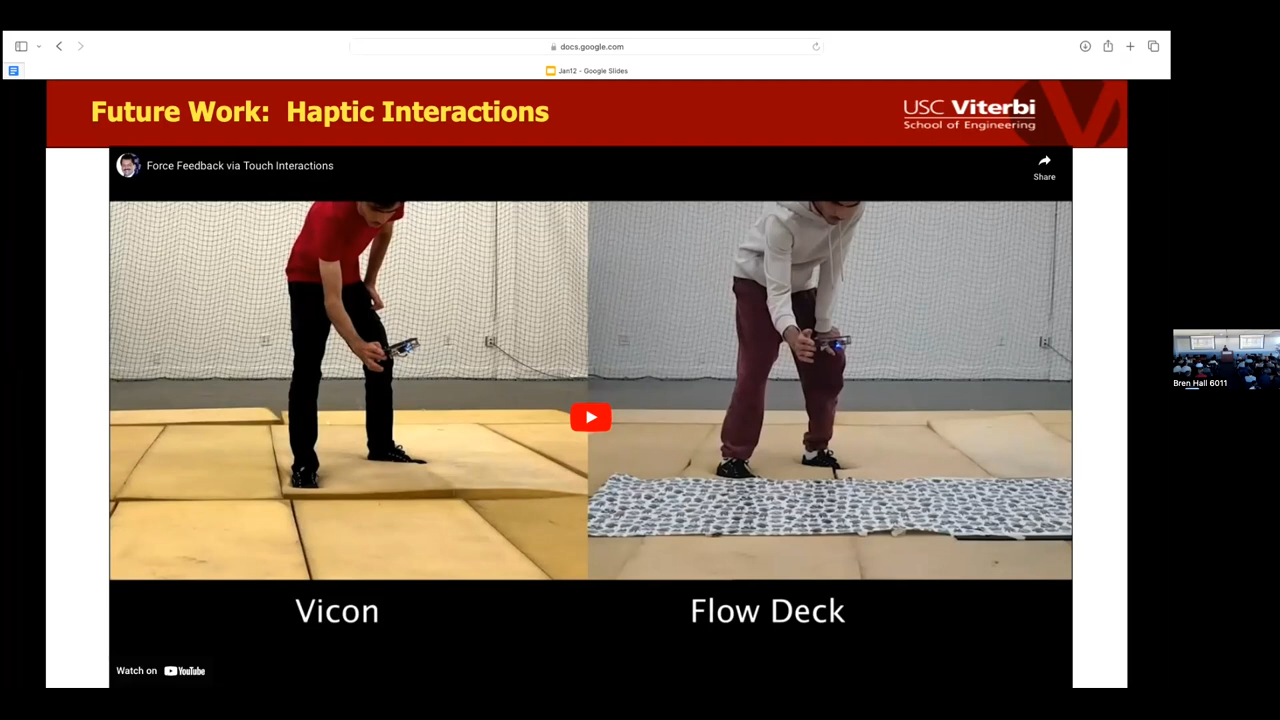 docs.google.com
Jan12 - Google Slides
Future Work: Haptic Interactions
USC Viterbi
School of Engineering
Force Feedback via Touch Interactions
Share
Bren Hall 6011
Vicon
Flow Deck
Watch on YouTube